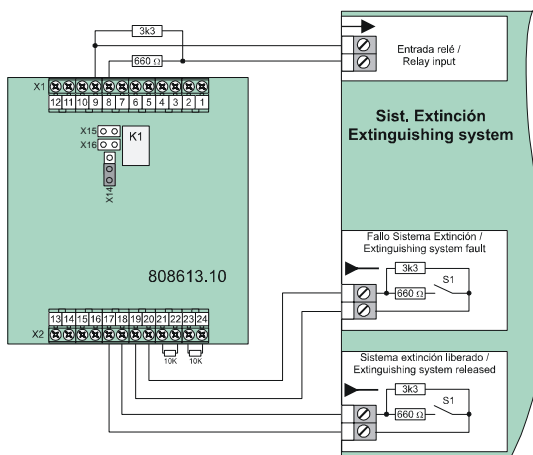 3k3
660 Ω
Entrada relé /
Relay input
X1
12 11 10 9 8 7 6 5 4 3 2 1
Sist. Extinción
Extinguishing system
X15
X16
K1
X14
808613.10
Fallo Sistema Extinción /
Extinguishing system fault
3k3
S1
660 Ω
13 14 15 16 17 18 19 20 21 22 23 24
X2
10K
10K
Sistema extinción liberado /
Extinguishing system released
3k3
S1
660 Ω